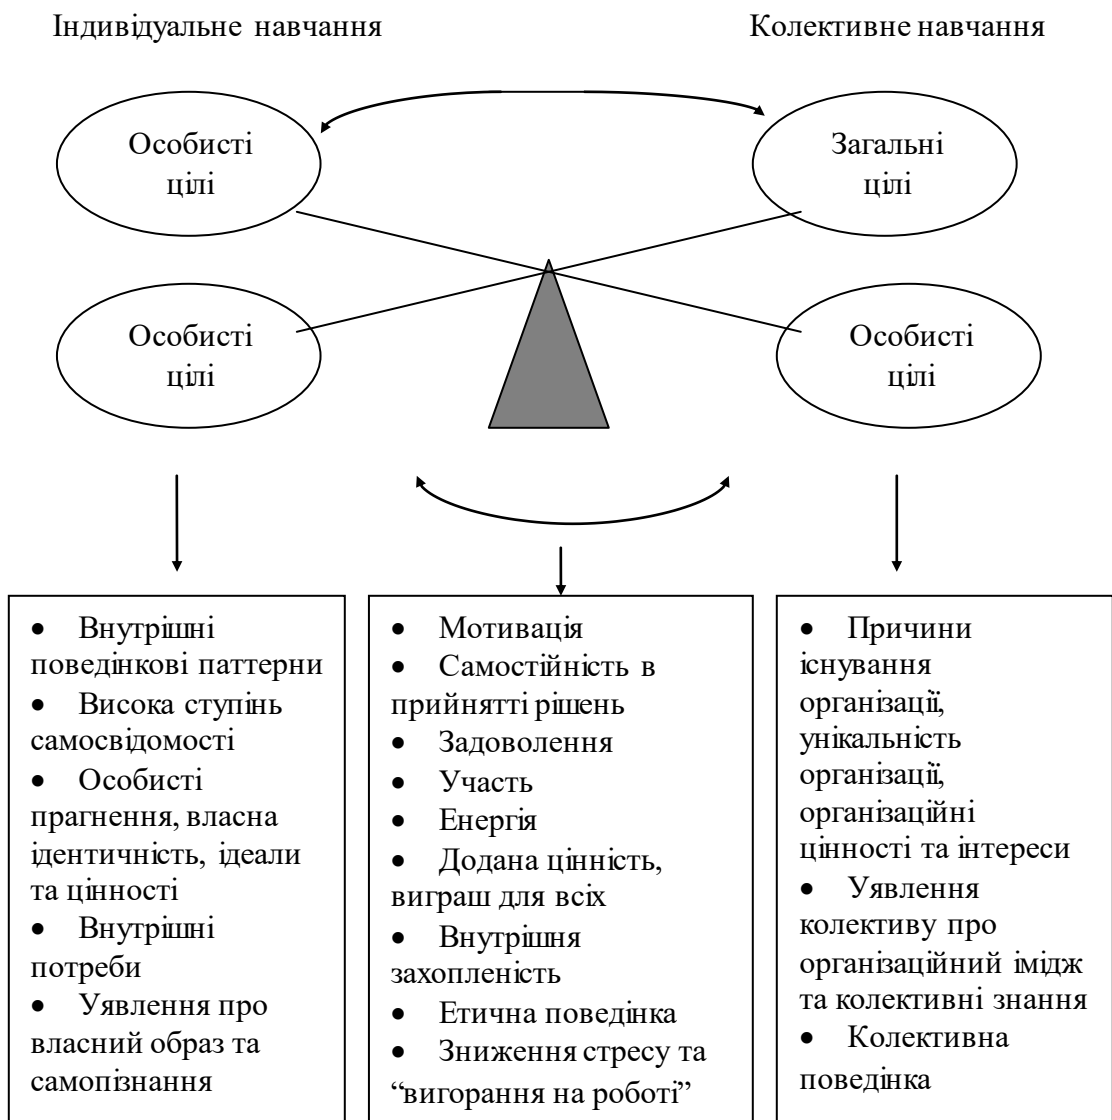 Індивідуальне навчання
Колективне навчання
Особисті
цілі
Загальні
цілі
Особисті
цілі
Особисті
цілі
• Внутрішні
поведінкові паттерни
• Висока ступінь
самосвідомості
• Особисті
прагнення, власна
ідентичність, ідеали
та цінності
• Внутрішні
потреби
• Уявлення про
власний образ та
самопізнання
• Мотивація
• Самостійність в
прийнятті рішень
• Задоволення
• Участь
• Енергія
• Додана цінність,
виграш для всіх
• Внутрішня
захопленість
• Етична поведінка
• Зниження стресу та
“вигорання на роботі”
• Причини
існування
організації,
унікальність
організації,
організаційні
цінності та інтереси
• Уявлення
колективу про
організаційний імідж
та колективні знання
• Колективна
поведінка